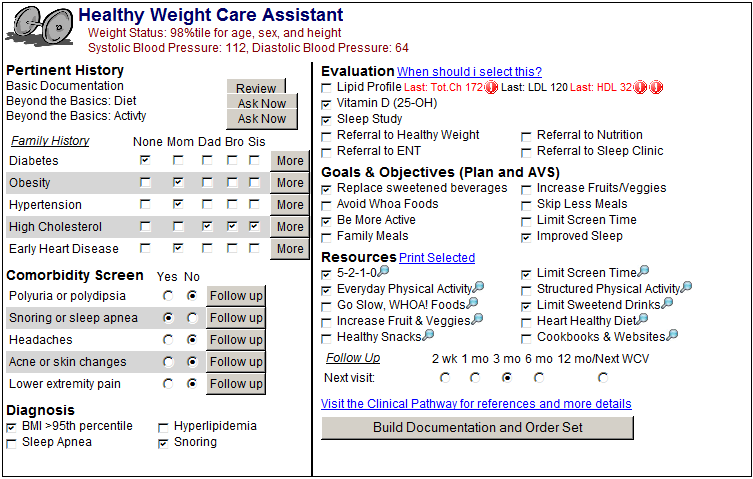 Healthy Weight Care Assistant
Weight Status: 98%tile for age, sex, and height
Systolic Blood Pressure: 112, Diastolic Blood Pressure: 64
Pertinent History
Basic Documentation Review
Beyond the Basics: Diet Ask Now
Beyond the Basics: Activty Ask Now
Family History None Mom Dad Bro Sis
Diabetes More
Obesity More
Hypertension More
High Cholesterol More
Early Heart Disease More
Comorbidity Screen Yes No
Polyuria or polydipsia Follow up
Snoring or sleep apnea Follow up
Headaches Follow up
Acne or skin changes Follow up
Lower extremity pain Follow up
Diagnosis
BMI >95th percentile Hyperlipidemia
Sleep Apnea Snoring
Evaluation When should i select this?
Lipid Profile Last: Tot.Ch 172 Last: LDL 120 Last: HDL 32
Vitamin D (25-OH)
Sleep Study
Referral to Healthy Weight Referral to Nutrition
Referral to ENT Referral to Sleep Clinic
Goals & Objectives (Plan and AVS)
Replace sweetened beverages Increase Fruits/Veggies
Avoid Whoa Foods Skip Less Meals
Be More Active Limit Screen Time
Family Meals Improved Sleep
Resources Print Selected
5-2-1-0 Limit Screen Time
Everyday Physical Activity Structured Physical Activity
Go Slow, WHOA! Foods Limit Sweetend Drinks
Increase Fruit & Veggies Heart Healthy Diet
Healthy Snacks Cookbooks & Websites
Follow Up 2 wk 1 mo 3 mo 6 mo 12 mo/Next WCV
Next visit:
Visit the Clinical Pathway for references and more details
Build Documentation and Order Set